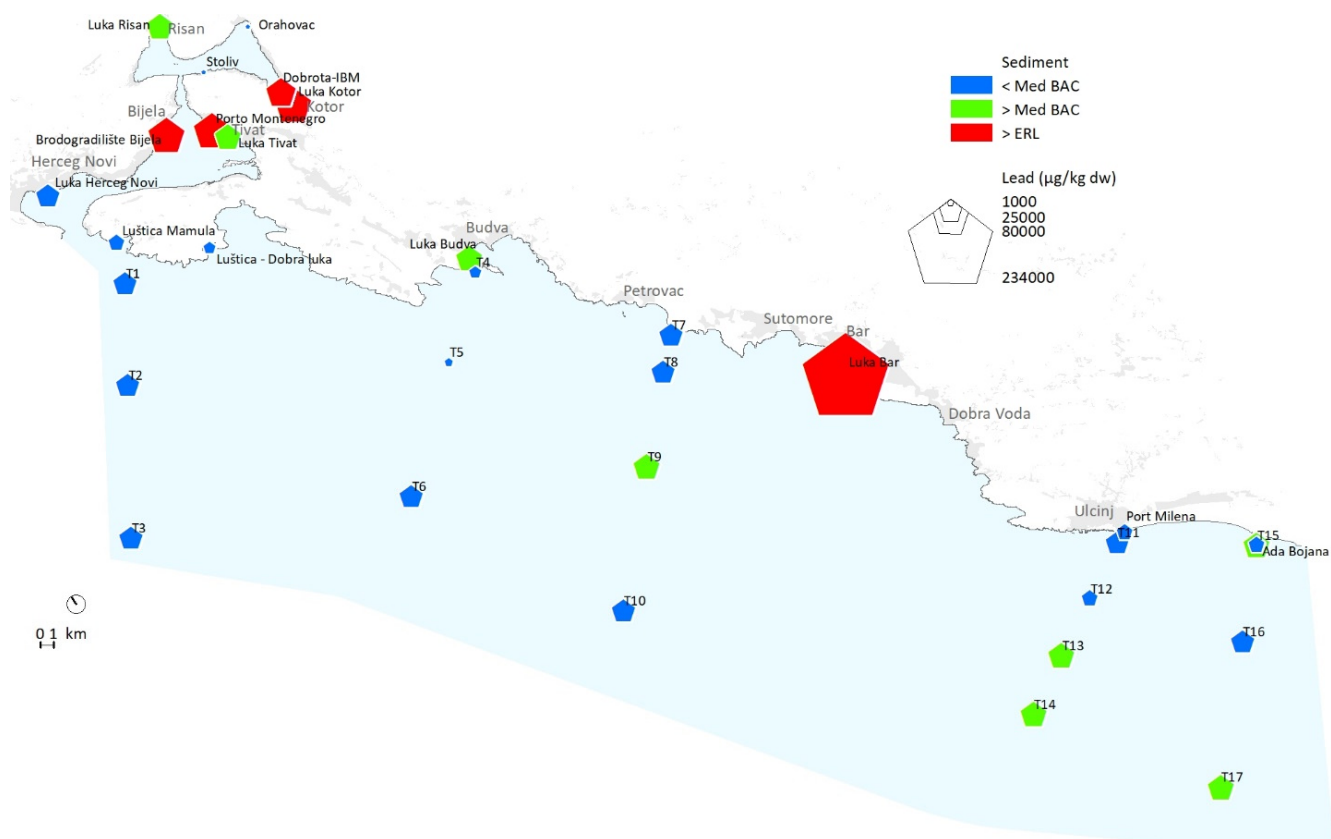 Luka Risan
Risan
Orahovac
Stoliv
Dobrota-IBM
Luka Kotor
Kotor
Bijela
Porto Montenegro
Tivat
Brodogradilište Bijela
Luka Tivat
Herceg Novi
Luka Herceg Novi
Luštica Mamula
Luštica - Dobra luka
Budva
Luka Budva
T1
T4
Petrovac
Sutomore
Bar
T7
T5
T8
Luka Bar
T2
Dobra Voda
T9
T6
Ulcinj
Port Milena
T3
T11
T15
Ada Bojana
T12
T10
T16
T13
T14
T17
0 1 km
Sediment
< Med BAC
> Med BAC
> ERL
Lead (µg/kg dw)
1000
25000
80000
234000